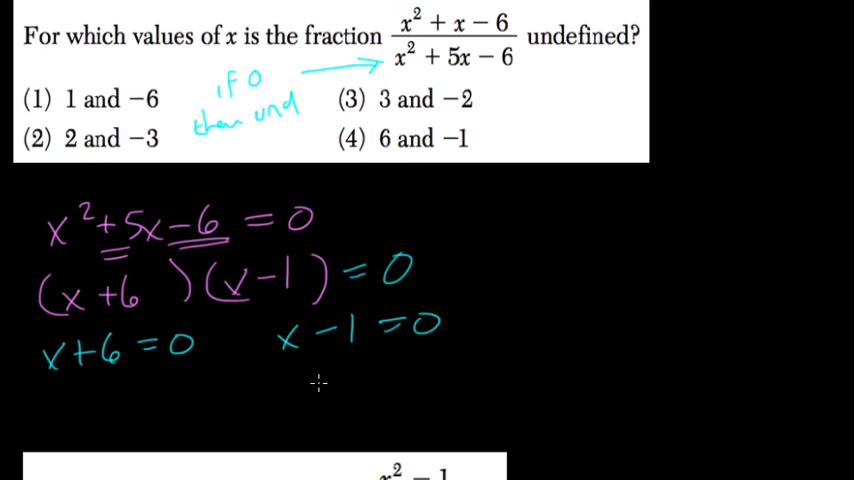 For which values of x is the fraction (x² + x − 6)/(x² + 5x − 6) undefined?
if 0
then und
(1) 1 and −6
(3) 3 and −2
(2) 2 and −3
(4) 6 and −1
x² + 5x − 6 = 0
(x + 6 )(x − 1) = 0
x + 6 = 0 x − 1 = 0
x² − 1